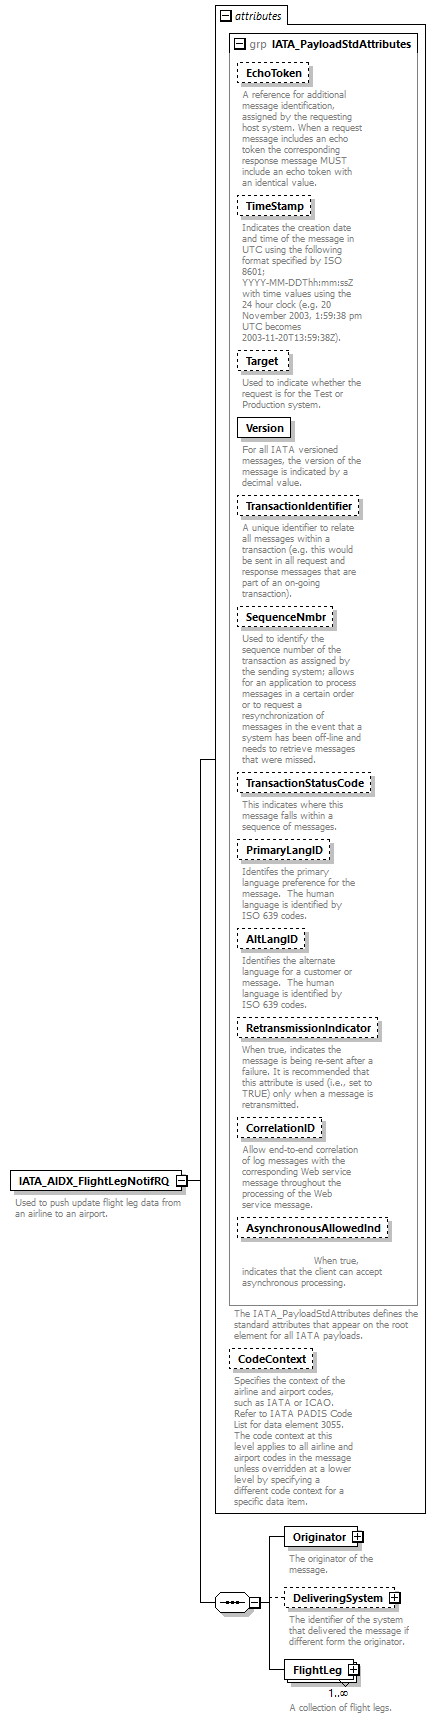 attributes
grp IATA_PayloadStdAttributes
EchoToken
A reference for additional
message identification,
assigned by the requesting
host system. When a request
message includes an echo
token the corresponding
response message MUST
include an echo token with
an identical value.
TimeStamp
Indicates the creation date
and time of the message in
UTC using the following
format specified by ISO
8601;
YYYY-MM-DDThh:mm:ssZ
with time values using the
24 hour clock (e.g. 20
November 2003, 1:59:38 pm
UTC becomes
2003-11-20T13:59:38Z).
Target
Used to indicate whether the
request is for the Test or
Production system.
Version
For all IATA versioned
messages, the version of the
message is indicated by a
decimal value.
TransactionIdentifier
A unique identifier to relate
all messages within a
transaction (e.g. this would
be sent in all request and
response messages that are
part of an on-going
transaction).
SequenceNmbr
Used to identify the
sequence number of the
transaction as assigned by
the sending system; allows
for an application to process
messages in a certain order
or to request a
resynchronization of
messages in the event that a
system has been off-line and
needs to retrieve messages
that were missed.
TransactionStatusCode
This indicates where this
message falls within a
sequence of messages.
PrimaryLangID
Identifes the primary
language preference for the
message.  The human
language is identified by
ISO 639 codes.
AltLangID
Identifies the alternate
language for a customer or
message.  The human
language is identified by
ISO 639 codes.
RetransmissionIndicator
When true, indicates the
message is being re-sent after a
failure. It is recommended that
this attribute is used (i.e., set to
TRUE) only when a message is
retransmitted.
CorrelationID
Allow end-to-end correlation
of log messages with the
corresponding Web service
message throughout the
processing of the Web
service message.
AsynchronousAllowedInd
When true,
indicates that the client can accept
asynchronous processing.
The IATA_PayloadStdAttributes defines the
standard attributes that appear on the root
element for all IATA payloads.
CodeContext
Specifies the context of the
airline and airport codes,
such as IATA or ICAO.
Refer to IATA PADIS Code
List for data element 3055.
The code context at this
level applies to all airline and
airport codes in the message
unless overridden at a lower
level by specifying a
different code context for a
specific data item.
IATA_AIDX_FlightLegNotifRQ
Used to push update flight leg data from
an airline to an airport.
Originator
The originator of the
message.
DeliveringSystem
The identifier of the system
that delivered the message if
different form the originator.
FlightLeg
1..∞
A collection of flight legs.